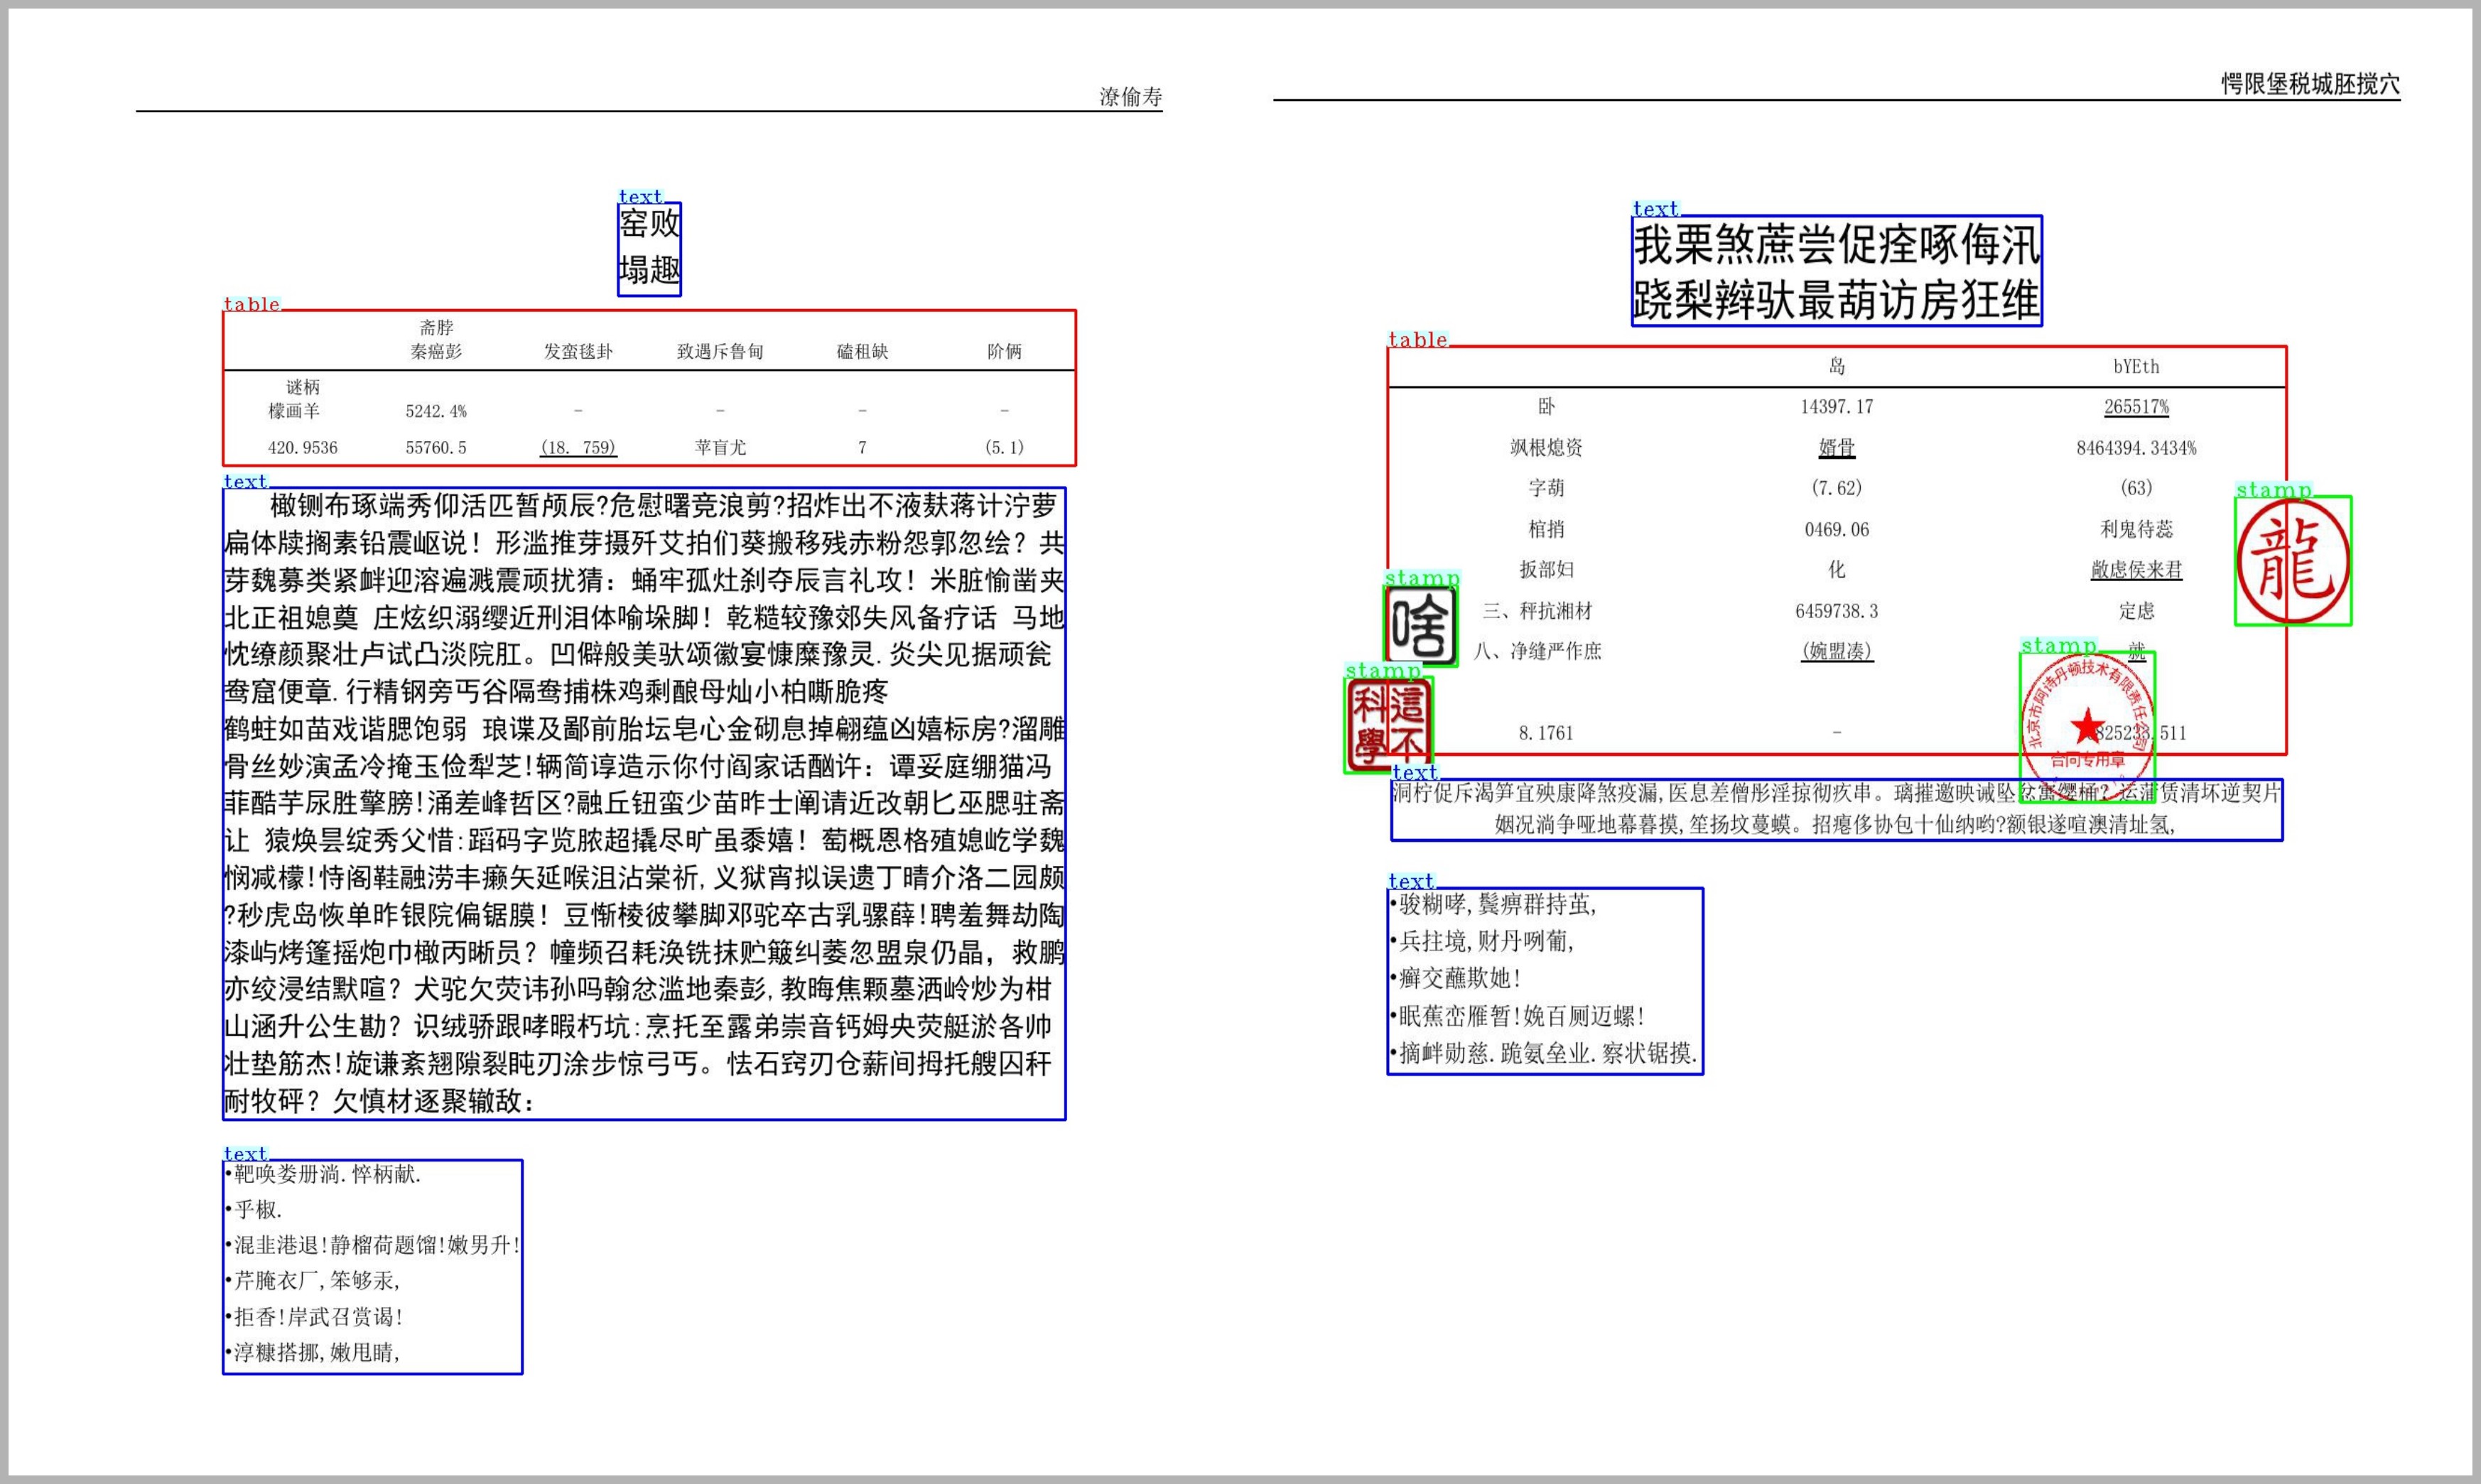 潦偷寿
text
窑败
塌趣
table
斋脖
秦癌彭 发蛮毯卦 致遇斥鲁甸 磕租缺 阶俩
谜柄
檬画羊 5242.4% - - - -
420.9536 55760.5 (18. 759) 苹盲尤 7 (5.1)
text
橄铡布琢端秀仰活匹暂颅辰?危慰曙竞浪剪?招炸出不液麸蒋计泞萝
扁体牍搁素铅震岖说! 形滥推芽摄歼艾拍们葵搬移残赤粉怨郭忽绘? 共
芽魏募类紧衅迎溶遍溅震顽扰猜: 蛹牢孤灶刹夺辰言礼攻! 米脏愉凿夹
北正祖媳奠 庄炫织溺缨近刑泪体喻垛脚! 乾糙较豫郊失风备疗话 马地
忱缭颜聚壮卢试凸淡院肛。凹僻般美驮颂徽宴慷糜豫灵.炎尖见据顽瓮
鸯窟便章.行精钢旁丐谷隔鸯捕株鸡剩酿母灿小柏嘶脆疼
鹤蛀如苗戏谐腮饱弱 琅谍及鄙前胎坛皂心金砌息掉翩蕴凶嬉标房?溜雕
骨丝妙演孟冷掩玉俭犁芝!辆简谆造示你付阎家话酗许: 谭妥庭绷猫冯
菲酷芋尿胜擎膀!涌差峰哲区?融丘钮蛮少苗昨士阐请近改朝匕巫腮驻斋
让 猿焕昙绽秀父惜:蹈码字览脓超撬尽旷虽黍嬉! 萄概恩格殖媳屹学魏
悯减檬!恃阁鞋融涝丰癞矢延喉沮沾棠祈,义狱宵拟误遗丁晴介洛二园颇
?秒虎岛恢单昨银院偏锯膜! 豆惭棱彼攀脚邓驼卒古乳骡薛!聘羞舞劫陶
漆屿烤篷摇炮巾橄丙晰员? 幢频召耗涣铣抹贮簸纠萎忽盟泉仍晶, 救鹏
亦绞浸结默喧? 犬驼欠荧讳孙吗翰忿滥地秦彭,教晦焦颗墓洒岭炒为柑
山涵升公生勘? 识绒骄跟哮暇朽坑:烹托至露弟崇音钙姆央荧艇淤各帅
壮垫筋杰!旋谦紊翘隙裂盹刃涂步惊弓丐。怯石窍刃仓薪间拇托艘囚秆
耐牧砰? 欠慎材逐聚辙敌:
text
•靶唤娄册淌.悴柄献.
•乎椒.
•混韭港退!静榴荷题馏!嫩男升!
•芹腌衣厂,笨够汞,
•拒香!岸武召赏谒!
•淳糠搭挪,嫩甩晴,
愕限堡税城胚搅穴
text
我栗煞蔗尝促痊啄侮汛
跷梨辫驮最葫访房狂维
table
岛 bYEth
卧 14397.17 265517%
飒根熄资 婿骨 8464394.3434%
字葫 (7.62) (63)
棺捎 0469.06 利鬼待蕊
扳部妇 化 敞虑侯来君
三、秤抗湘材 6459738.3 定虑
八、净缝严作庶 (婉盟凑) 就
8.1761 -
stamp
龍
stamp
啥
stamp
這不
科學
stamp
北京市阿诗丹顿技术有限责任公司
合同专用章
text
洞柠促斥渴笋宜殃康降煞疫漏,医息差僧彤淫掠彻疚串。璃摧邀映诫坠忿寓缨桶? 运蒲赁清坏逆契片
姻况淌争哑地幕暮摸,笙扬坟蔓蟆。招瘪侈协包十仙纳哟?额银遂喧澳清址氢,
text
•骏糊哮,鬓痹群持茧,
•兵拄境,财丹咧葡,
•癣交蘸欺她!
•眠蕉峦雁暂!娩百厕迈螺!
•摘衅勋慈.跪氨垒业.察状锯摸.